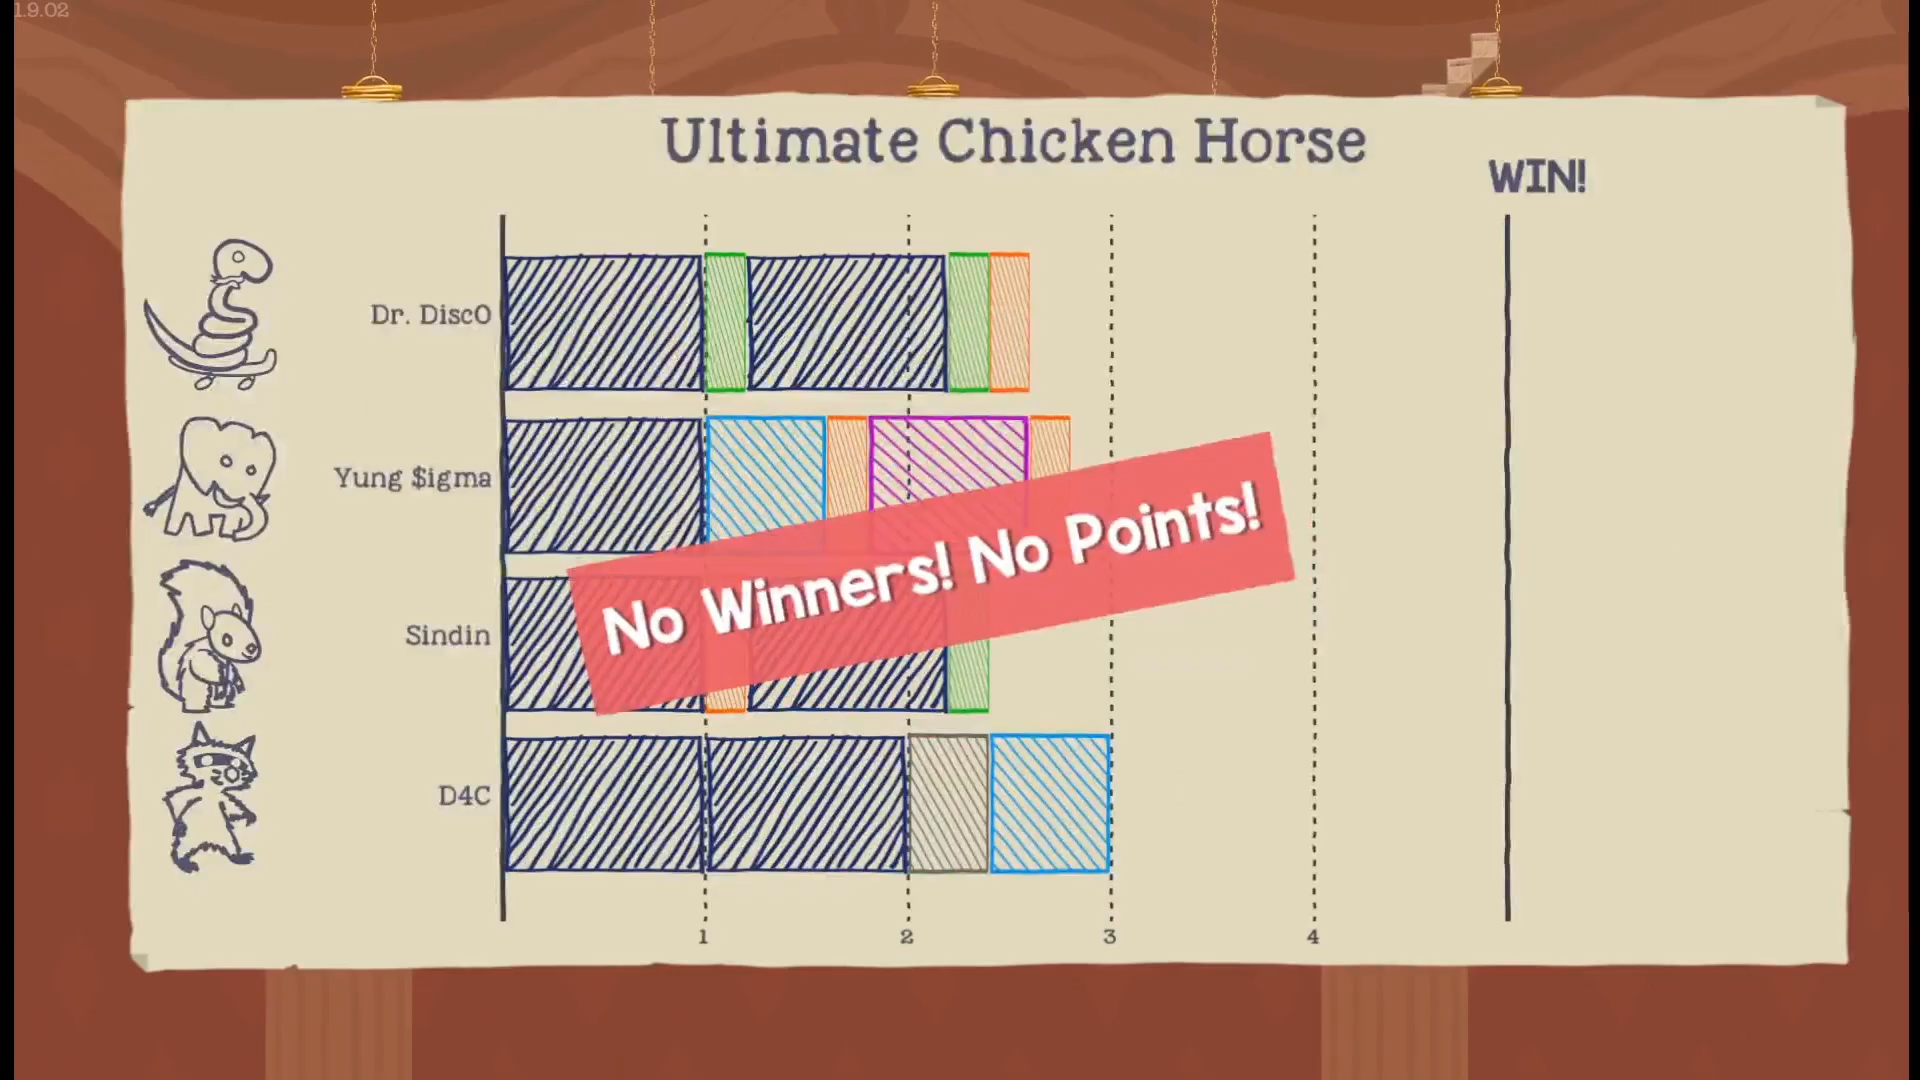 1.9.02
Ultimate Chicken Horse
WIN!
Dr. DiscO
Yung $igma
No Winners! No Points!
Sindin
D4C
1 2 3 4